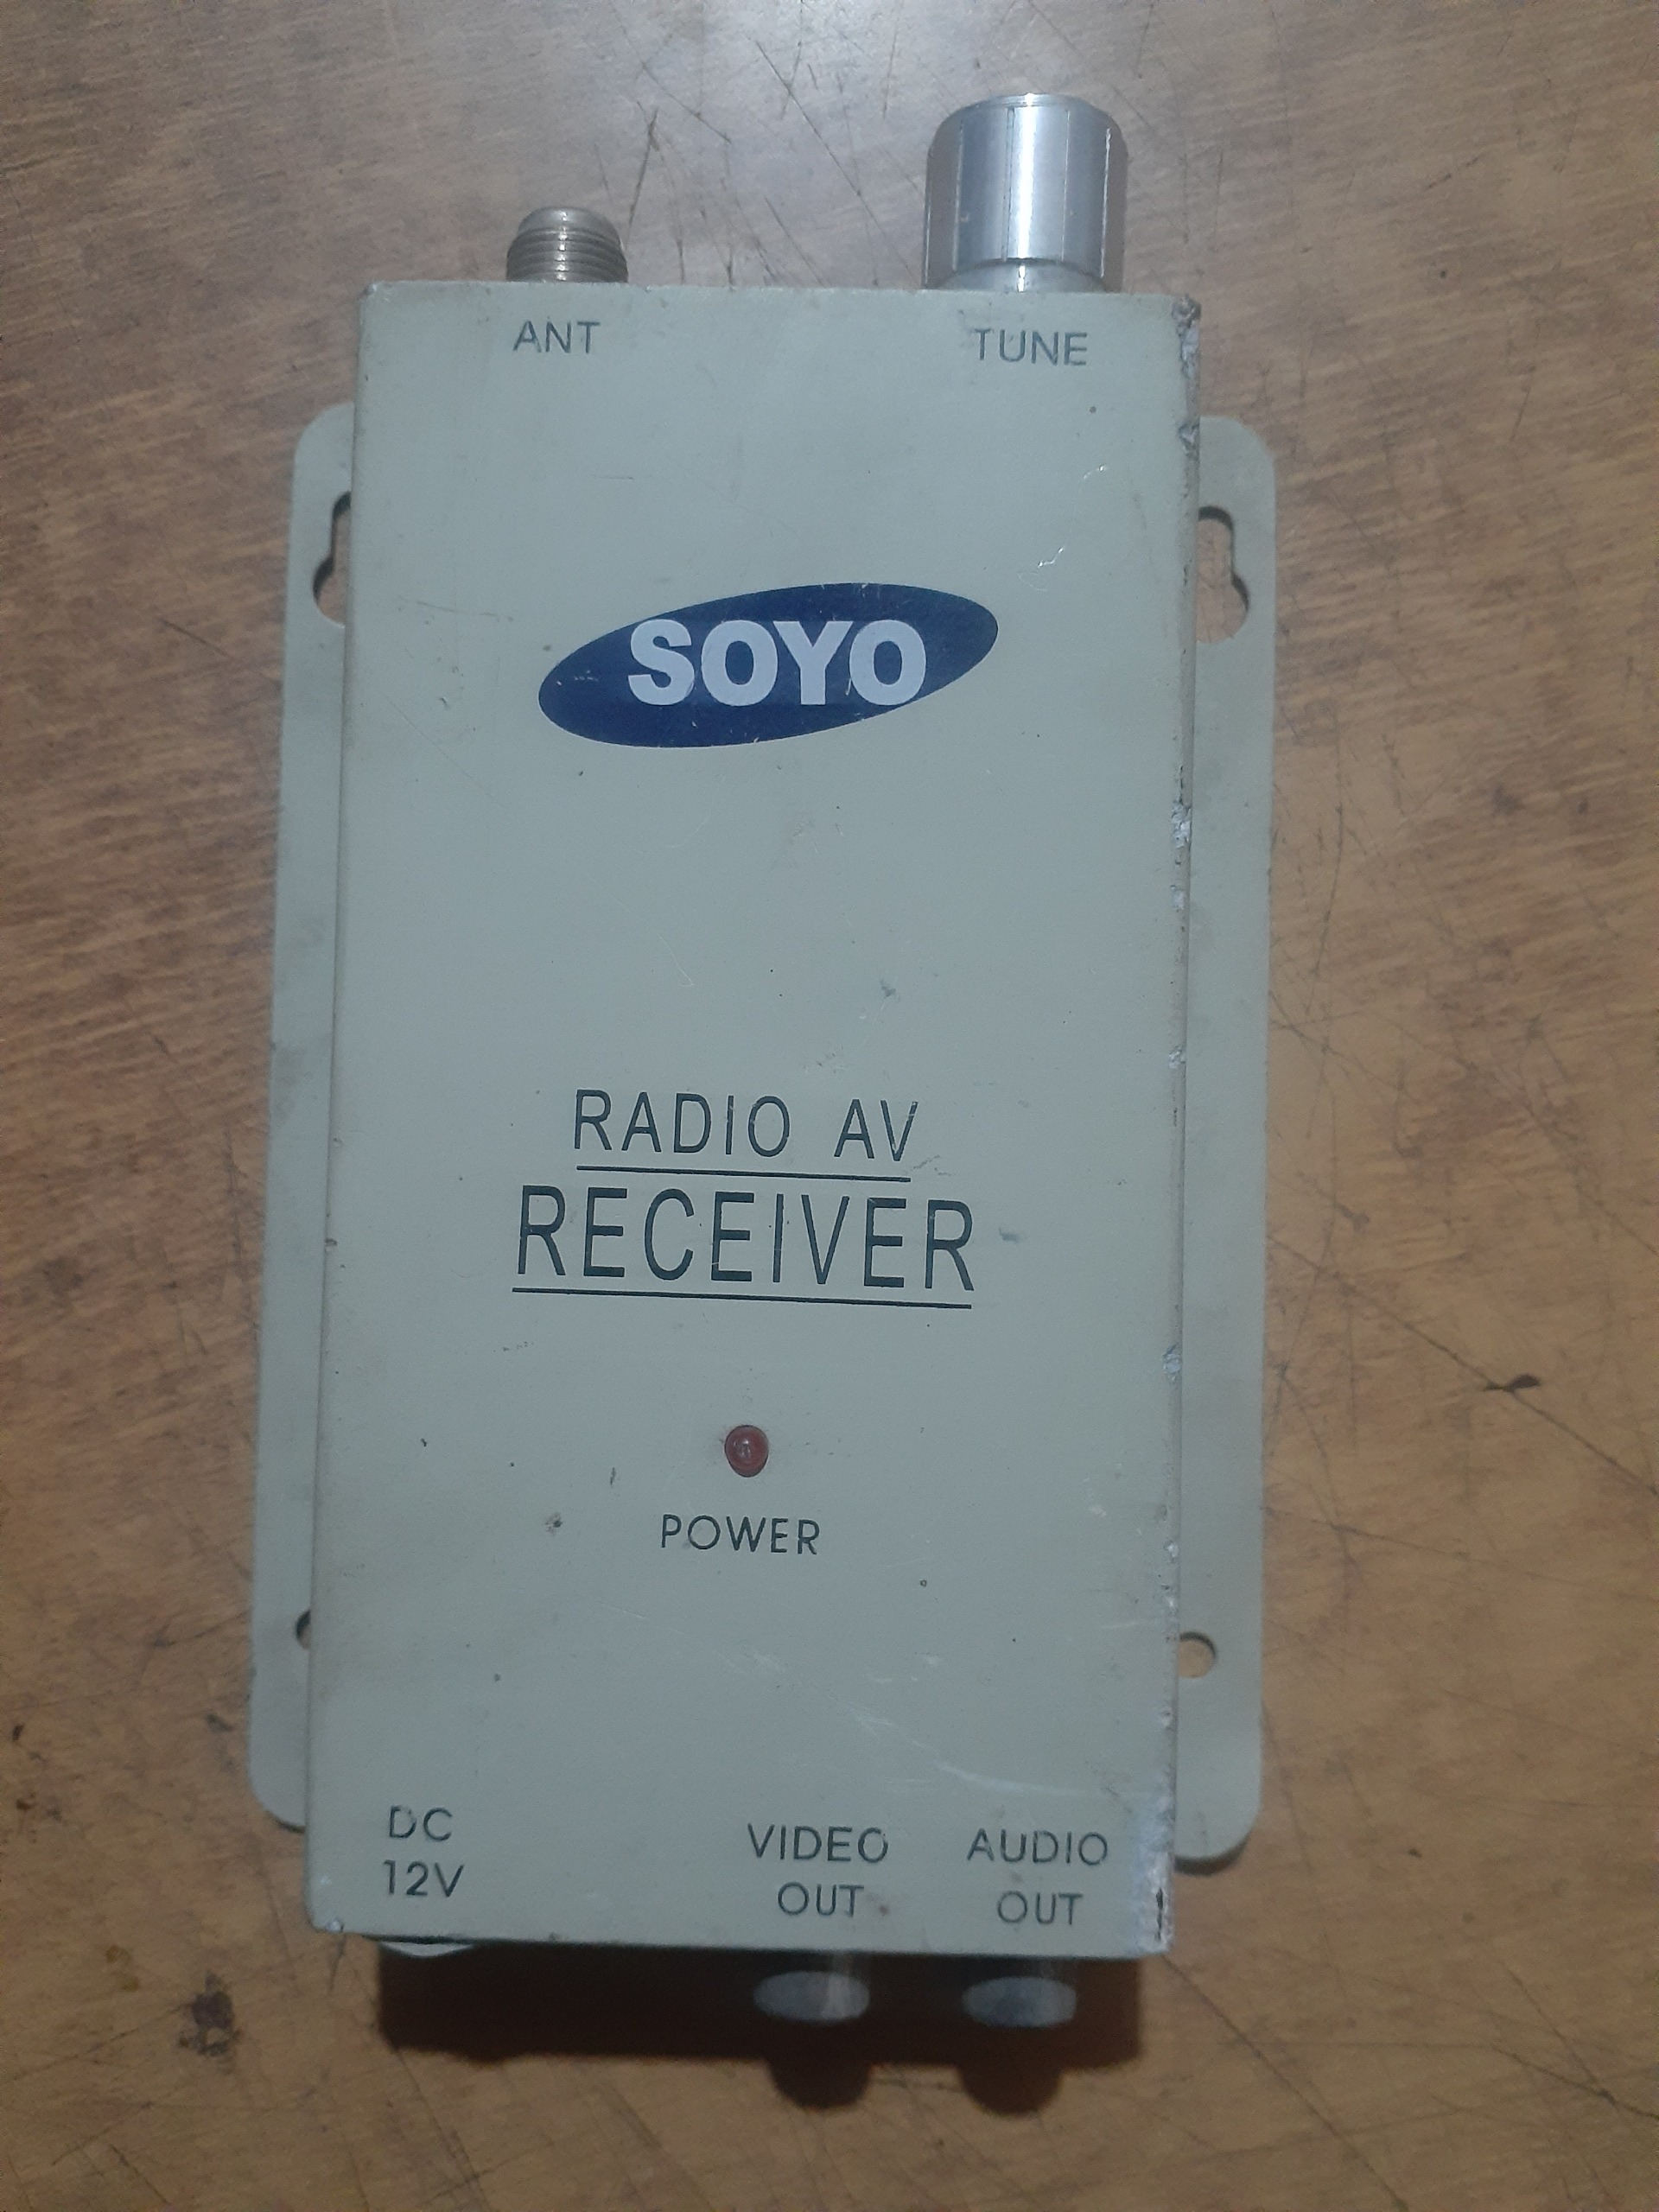 ANT TUNE
SOYO
RADIO AV
RECEIVER
POWER
DC
12V
VIDEO
OUT
AUDIO
OUT